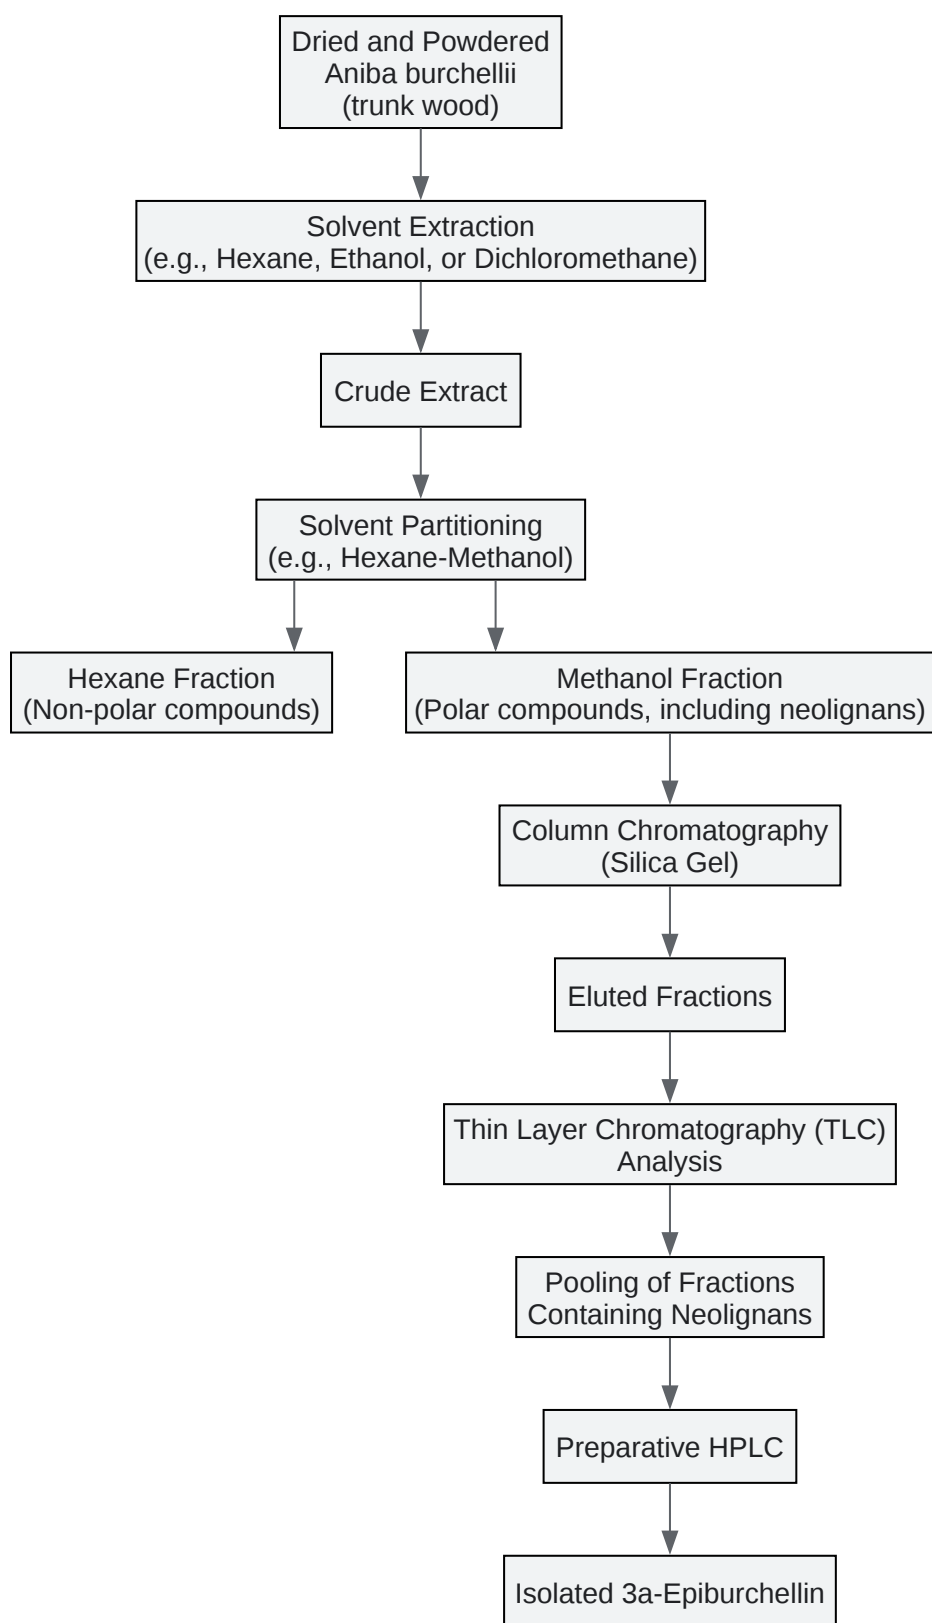 Dried and Powdered
Aniba burchellii
(trunk wood)
Solvent Extraction
(e.g., Hexane, Ethanol, or Dichloromethane)
Crude Extract
Solvent Partitioning
(e.g., Hexane-Methanol)
Hexane Fraction
(Non-polar compounds)
Methanol Fraction
(Polar compounds, including neolignans)
Column Chromatography
(Silica Gel)
Eluted Fractions
Thin Layer Chromatography (TLC)
Analysis
Pooling of Fractions
Containing Neolignans
Preparative HPLC
Isolated 3a-Epiburchellin